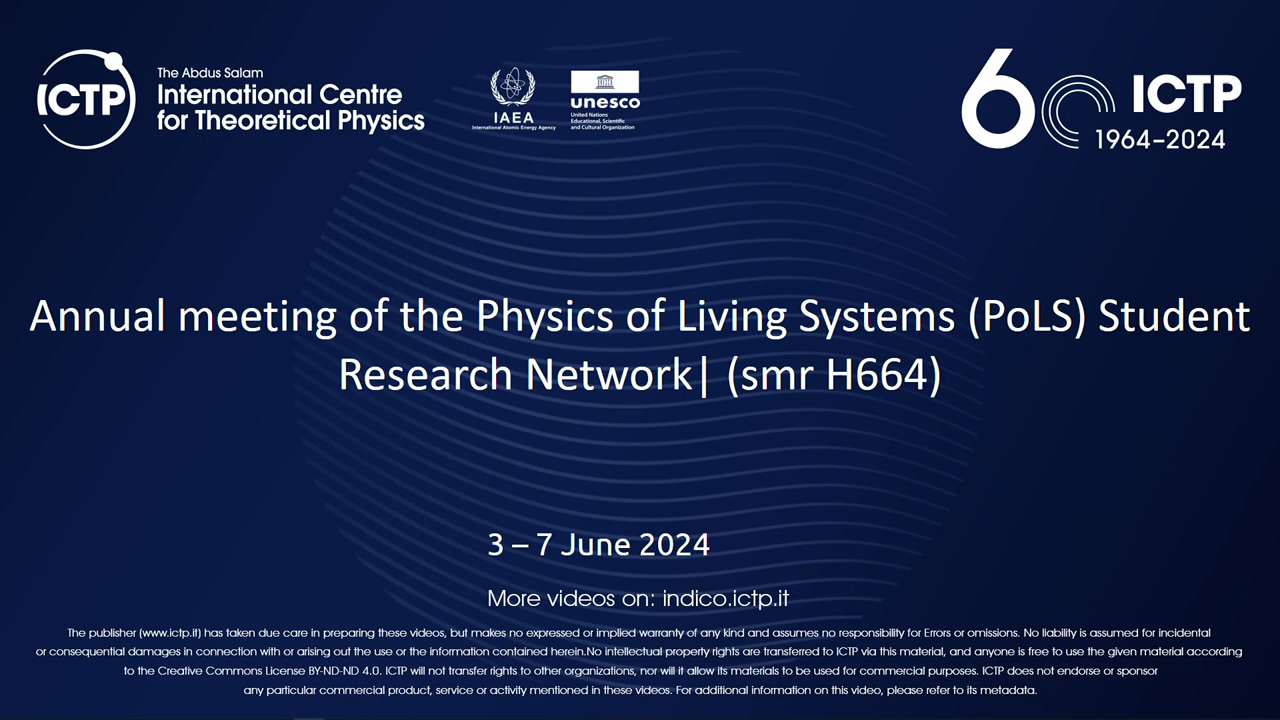 ICTP
The Abdus Salam
International Centre
for Theoretical Physics
IAEA
International Atomic Energy Agency
unesco
United Nations
Educational, Scientific
and Cultural Organization
60 ICTP
1964–2024
Annual meeting of the Physics of Living Systems (PoLS) Student
Research Network| (smr H664)
3 – 7 June 2024
More videos on: indico.ictp.it
The publisher (www.ictp.it) has taken due care in preparing these videos, but makes no expressed or implied warranty of any kind and assumes no responsibility for Errors or omissions. No liability is assumed for incidental
or consequential damages in connection with or arising out the use or the information contained herein.No intellectual property rights are transferred to ICTP via this material, and anyone is free to use the given material according
to the Creative Commons License BY-ND-ND 4.0. ICTP will not transfer rights to other organizations, nor will it allow its materials to be used for commercial purposes. ICTP does not endorse or sponsor
any particular commercial product, service or activity mentioned in these videos. For additional information on this video, please refer to its metadata.